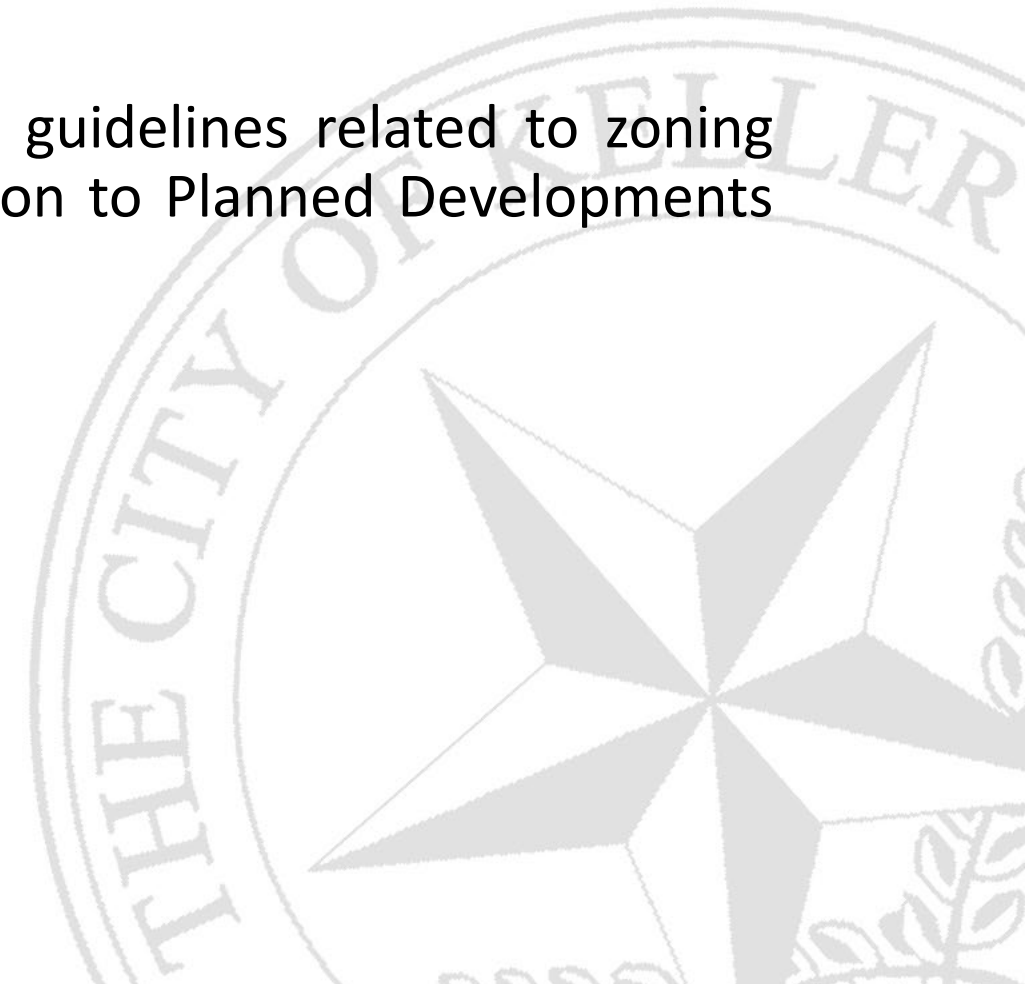 guidelines related to zoning
on to Planned Developments
THE CITY OF KELLER